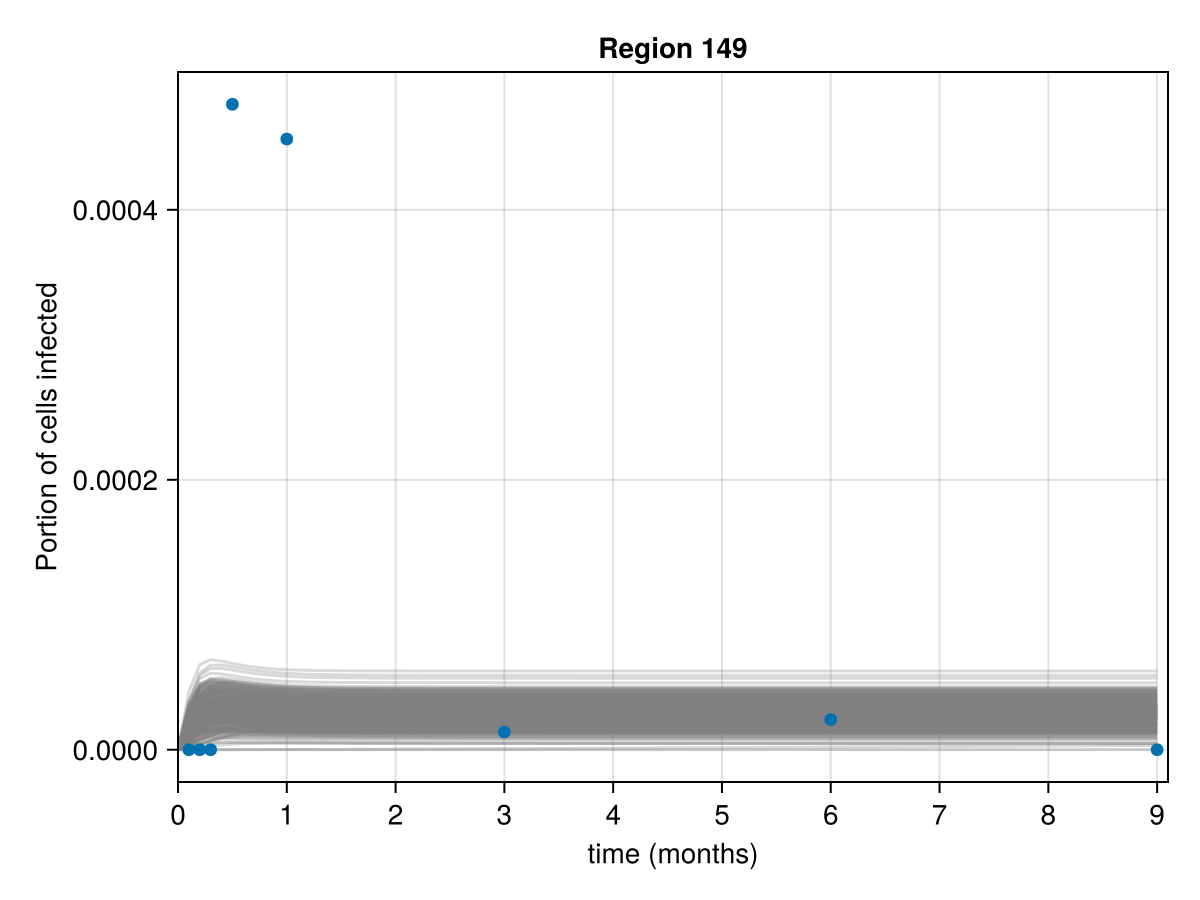 Region 149
Portion of cells infected
0.0004
0.0002
0.0000
0 1 2 3 4 5 6 7 8 9
time (months)